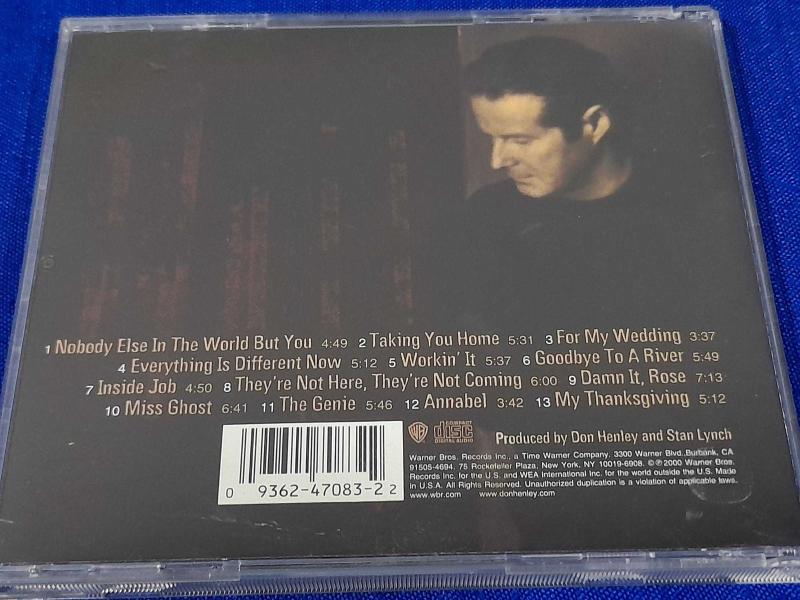 1 Nobody Else In The World But You 4:49 2 Taking You Home 5:31 3 For My Wedding 3:37
4 Everything Is Different Now 5:12 5 Workin' It 5:37 6 Goodbye To A River 5:49
7 Inside Job 4:50 8 They're Not Here, They're Not Coming 6:00 9 Damn It, Rose 7:13
10 Miss Ghost 6:41 11 The Genie 5:46 12 Annabel 3:42 13 My Thanksgiving 5:12
WB COMPACT disc DIGITAL AUDIO
Produced by Don Henley and Stan Lynch
Warner Bros. Records Inc., a Time Warner Company, 3300 Warner Blvd., Burbank, CA
91505-4694. 75 Rockefeller Plaza, New York, NY 10019-6908. ©℗2000 Warner Bros.
Records Inc. for the U.S. and WEA International Inc. for the world outside the U.S. Made
in U.S.A. All Rights Reserved. Unauthorized duplication is a violation of applicable laws.
www.wbr.com www.donhenley.com
0 9362-47083-2 2